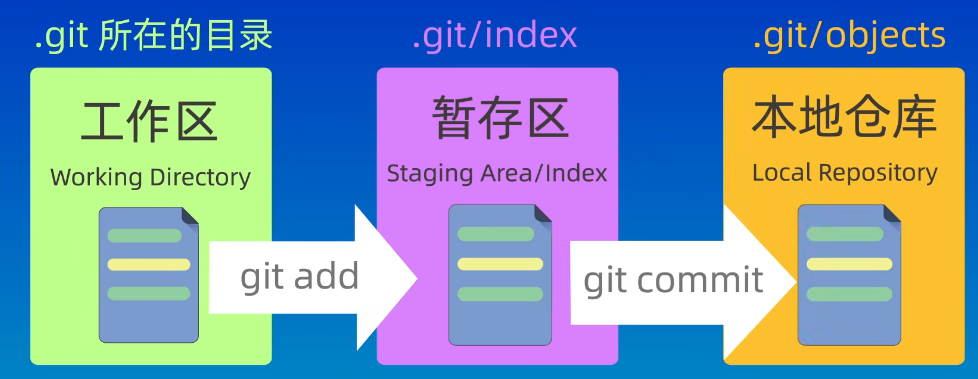 .git 所在的目录
.git/index
.git/objects
工作区
暂存区
本地仓库
Working Directory
Staging Area/Index
Local Repository
git add
git commit